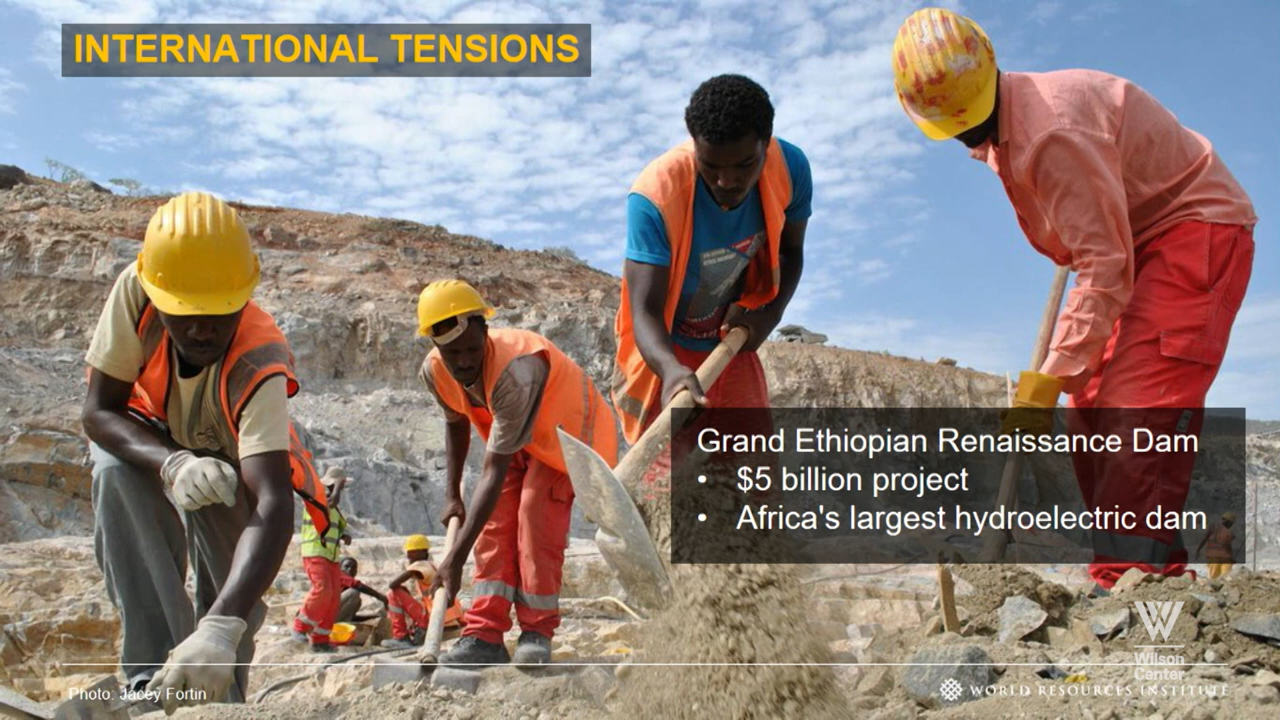 INTERNATIONAL TENSIONS
Grand Ethiopian Renaissance Dam
• $5 billion project
• Africa's largest hydroelectric dam
Wilson
Center
Photo: Jacey Fortin
WORLD RESOURCES INSTITUTE